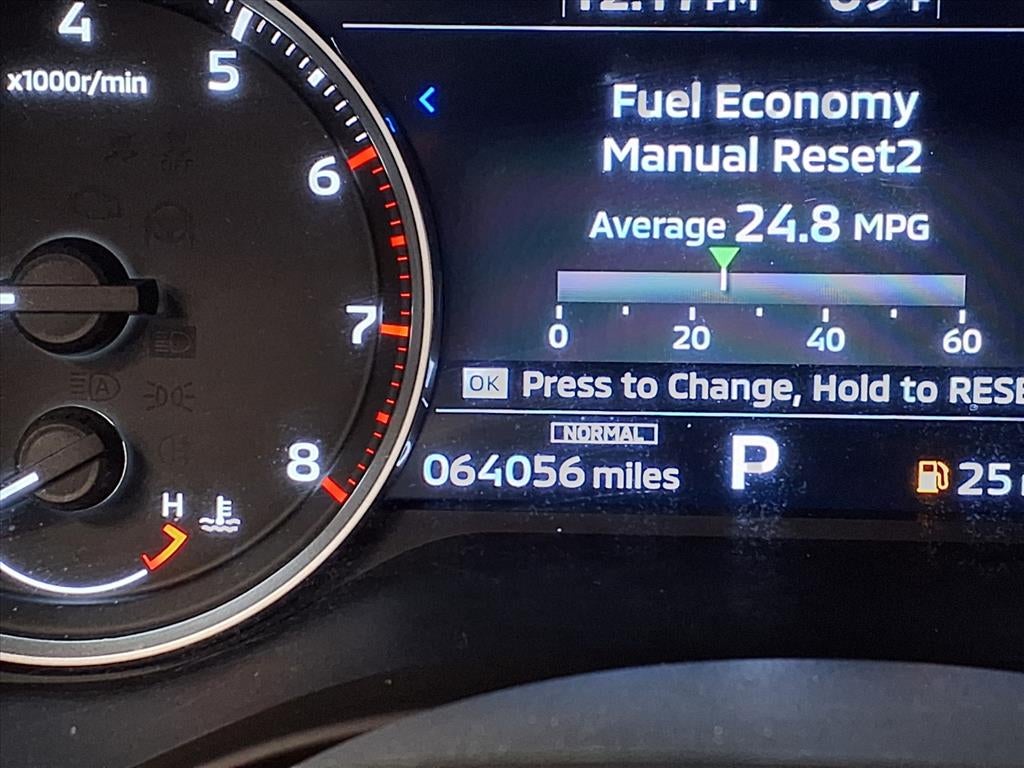 4
x1000r/min
5
6
7
8
H
OFF
Fuel Economy
Manual Reset2
Average 24.8 MPG
0 20 40 60
OK Press to Change, Hold to RESE
NORMAL
064056 miles P 25